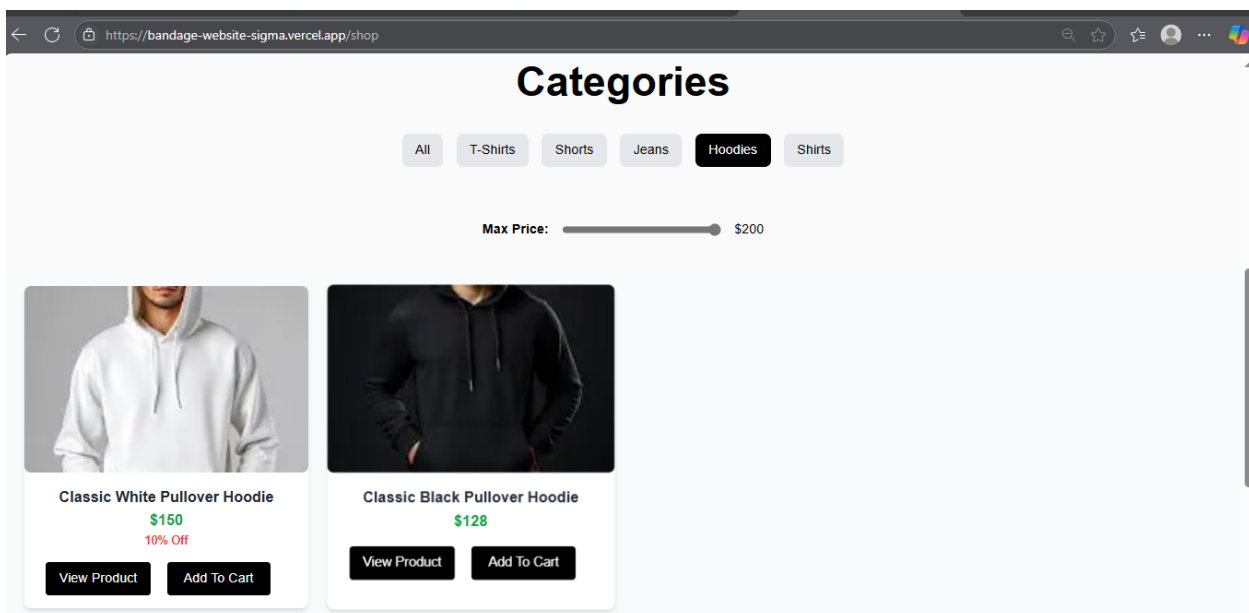 https://bandage-website-sigma.vercel.app/shop
Categories
All T-Shirts Shorts Jeans Hoodies Shirts
Max Price: $200
Classic White Pullover Hoodie
$150
10% Off
View Product Add To Cart
Classic Black Pullover Hoodie
$128
View Product Add To Cart